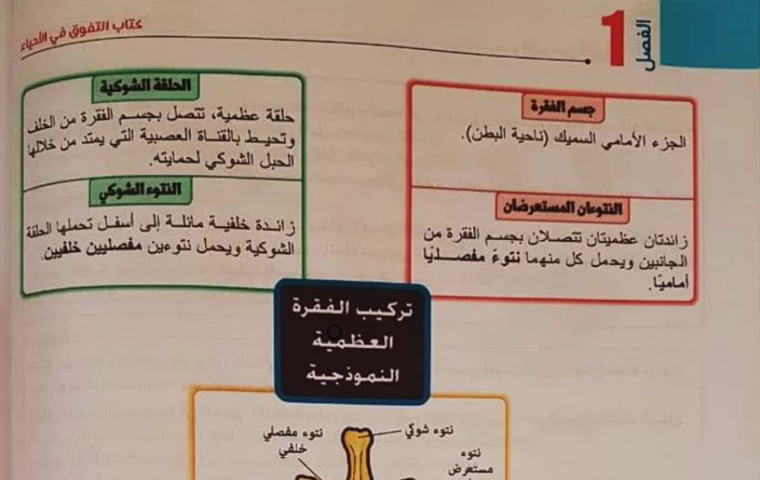 الفصل 1
كتاب التفوق في الأحياء
جسم الفقرة
الجزء الأمامي السميك (ناحية البطن).
النتوءان المستعرضان
زائدتان عظميتان تتصلان بجسم الفقرة من
الجانبين ويحمل كل منهما نتوءً مفصليًا
أماميًا.
الحلقة الشوكية
حلقة عظمية، تتصل بجسم الفقرة من الخلف
وتحيط بالقناة العصبية التي يمتد من خلالها
الحبل الشوكي لحمايته.
النتوء الشوكي
زائدة خلفية مائلة إلى أسفل تحملها الحلقة
الشوكية ويحمل نتوءين مفصليين خلفيين.
تركيب الفقرة
العظمية
النموذجية
نتوء شوكي
نتوء مفصلي
خلفي
نتوء
مستعرض